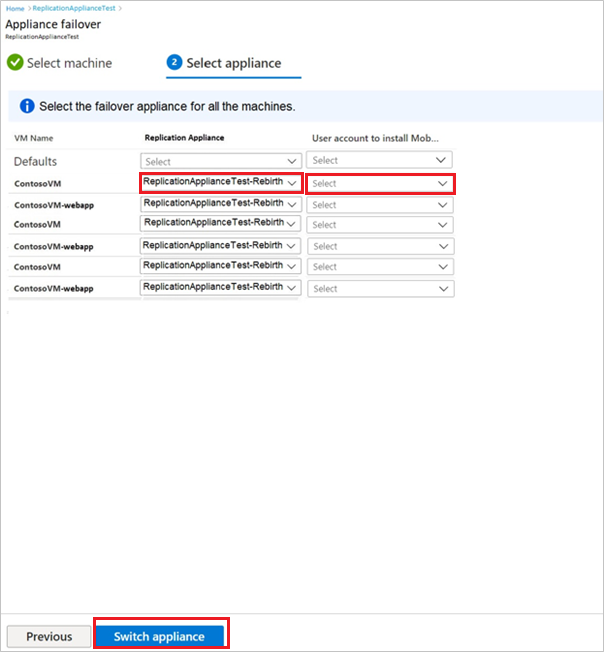 Home > ReplicationApplianceTest >
Appliance failover
ReplicationApplianceTest
Select machine
2 Select appliance
Select the failover appliance for all the machines.
VM Name Replication Appliance User account to install Mob...
Defaults Select Select
ContosoVM ReplicationApplianceTest-Rebirth Select
ContosoVM-webapp ReplicationApplianceTest-Rebirth Select
ContosoVM ReplicationApplianceTest-Rebirth Select
ContosoVM-webapp ReplicationApplianceTest-Rebirth Select
ContosoVM ReplicationApplianceTest-Rebirth Select
ContosoVM-webapp ReplicationApplianceTest-Rebirth Select
Previous Switch appliance